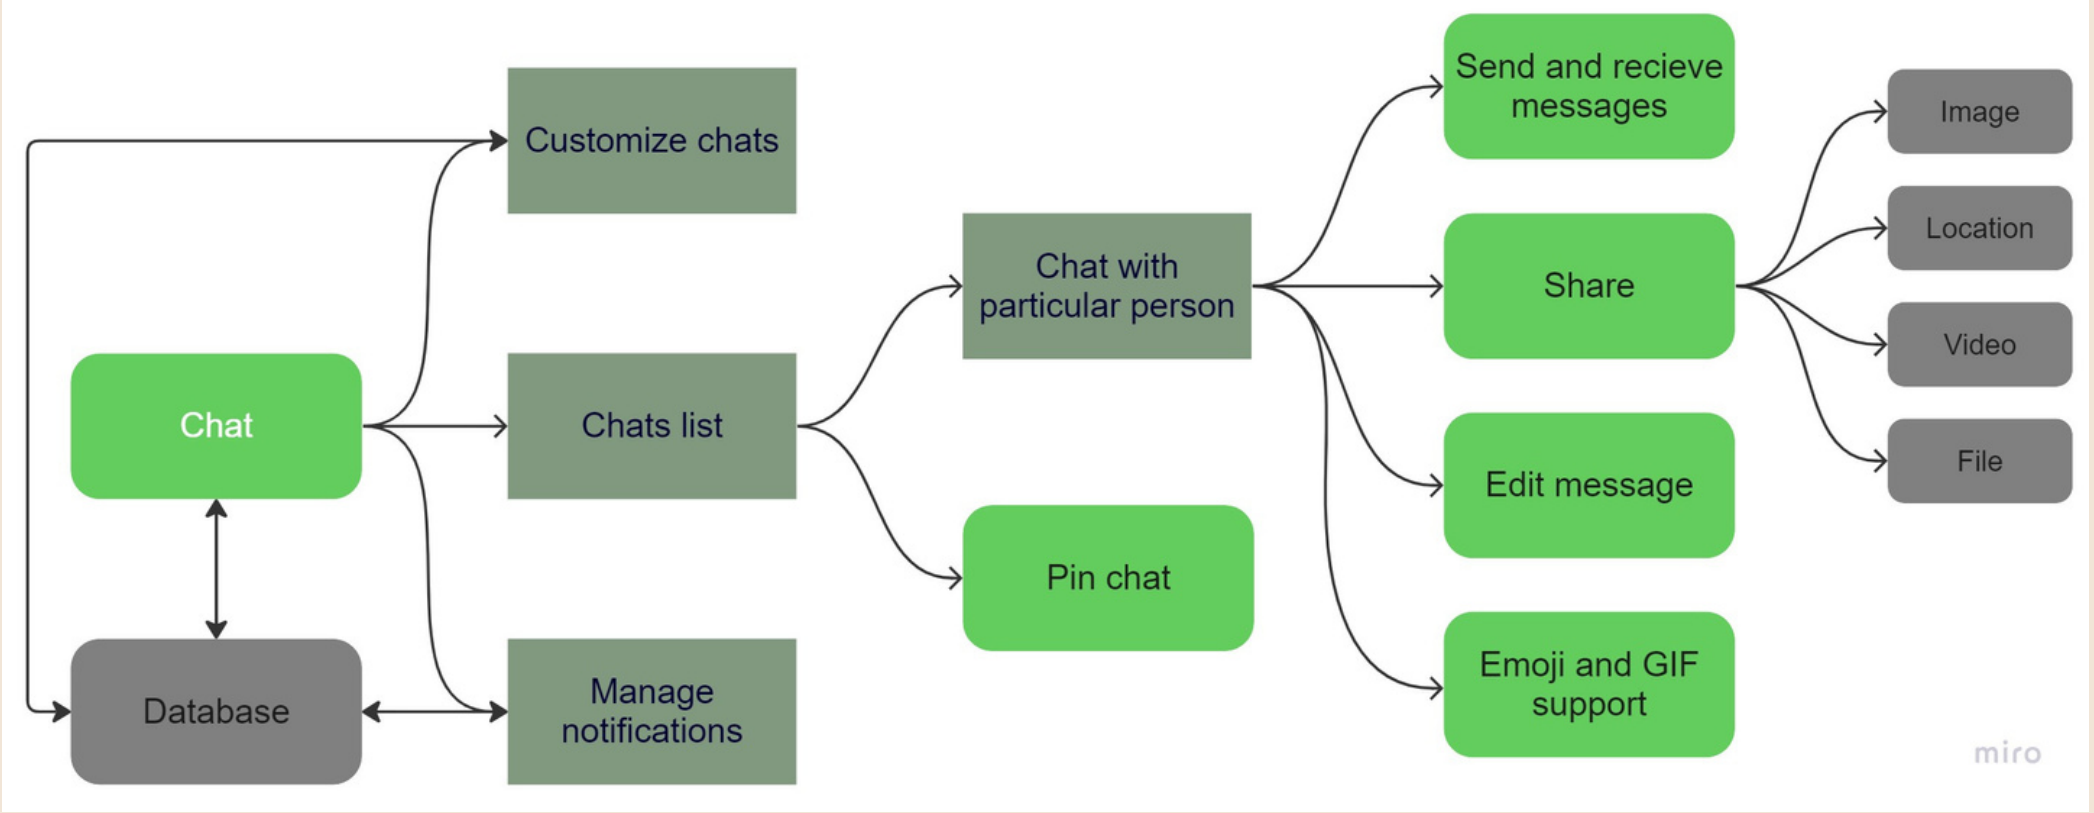 Customize chats
Chat
Chats list
Database
Manage
notifications
Chat with
particular person
Pin chat
Send and recieve
messages
Share
Edit message
Emoji and GIF
support
Image
Location
Video
File
miro